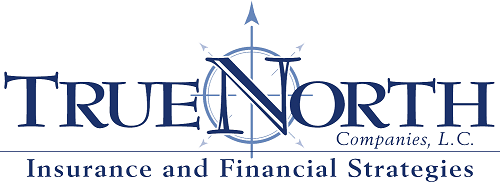 TRUENORTH
Companies, L.C.
Insurance and Financial Strategies